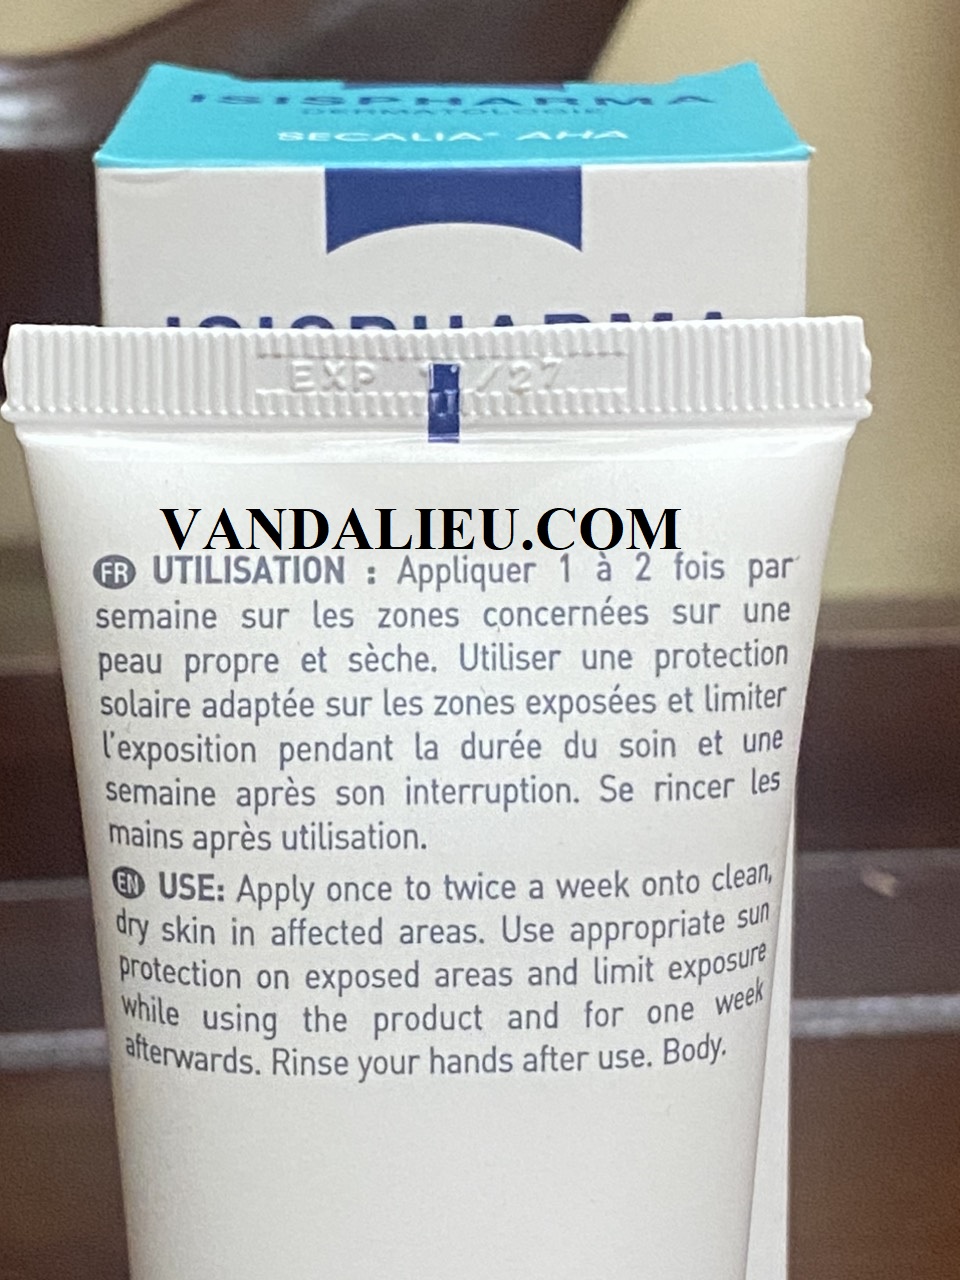 ISISPHARMA
DERMATOLOGIE
SECALIA® AHA
ISISPHARMA
EXP /27
VANDALIEU.COM
FR UTILISATION : Appliquer 1 à 2 fois par
semaine sur les zones concernées sur une
peau propre et sèche. Utiliser une protection
solaire adaptée sur les zones exposées et limiter
l'exposition pendant la durée du soin et une
semaine après son interruption. Se rincer les
mains après utilisation.
EN USE: Apply once to twice a week onto clean,
dry skin in affected areas. Use appropriate sun
protection on exposed areas and limit exposure
while using the product and for one week
afterwards. Rinse your hands after use. Body.